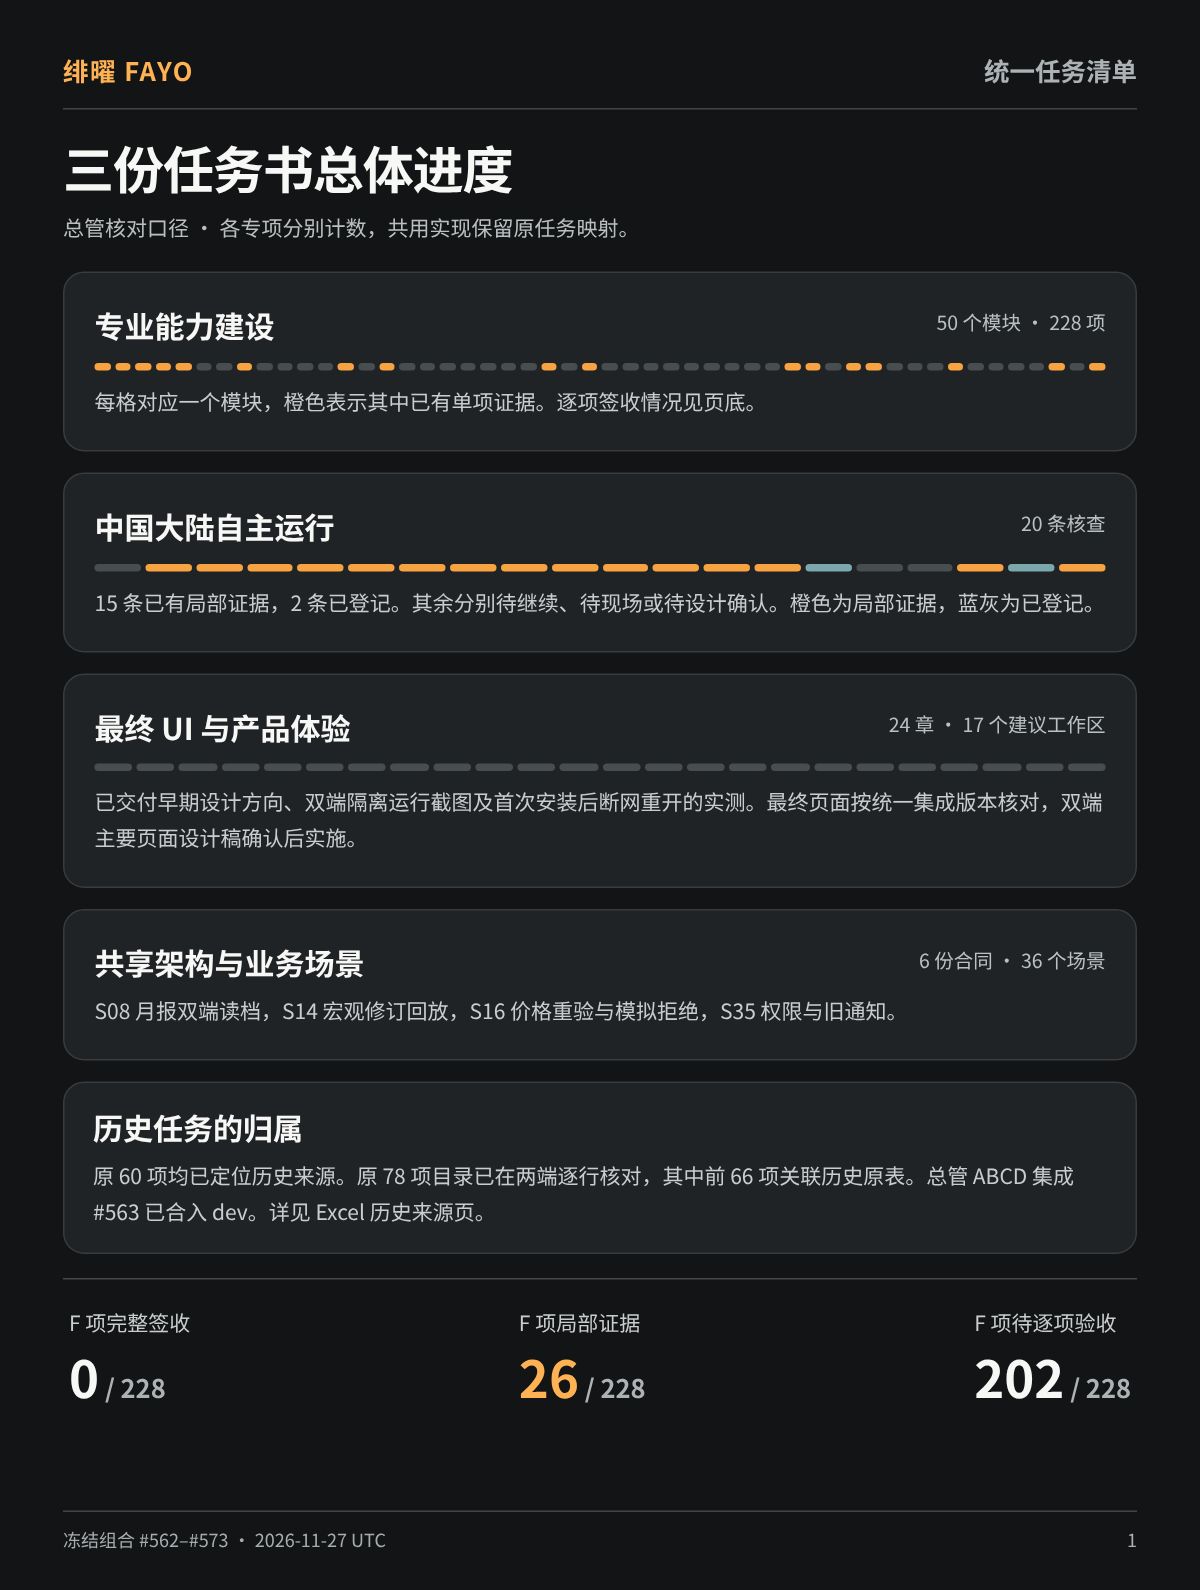 绯曜 FAYO
统一任务清单
三份任务书总体进度
总管核对口径 · 各专项分别计数，共用实现保留原任务映射。
专业能力建设
50 个模块 · 228 项
每格对应一个模块，橙色表示其中已有单项证据。逐项签收情况见页底。
中国大陆自主运行
20 条核查
15 条已有局部证据，2 条已登记。其余分别待继续、待现场或待设计确认。橙色为局部证据，蓝灰为已登记。
最终 UI 与产品体验
24 章 · 17 个建议工作区
已交付早期设计方向、双端隔离运行截图及首次安装后断网重开的实测。最终页面按统一集成版本核对，双端
主要页面设计稿确认后实施。
共享架构与业务场景
6 份合同 · 36 个场景
S08 月报双端读档，S14 宏观修订回放，S16 价格重验与模拟拒绝，S35 权限与旧通知。
历史任务的归属
原 60 项均已定位历史来源。原 78 项目录已在两端逐行核对，其中前 66 项关联历史原表。总管 ABCD 集成
#563 已合入 dev。详见 Excel 历史来源页。
F 项完整签收
F 项局部证据
F 项待逐项验收
0 / 228
26 / 228
202 / 228
冻结组合 #562–#573 · 2026-11-27 UTC
1